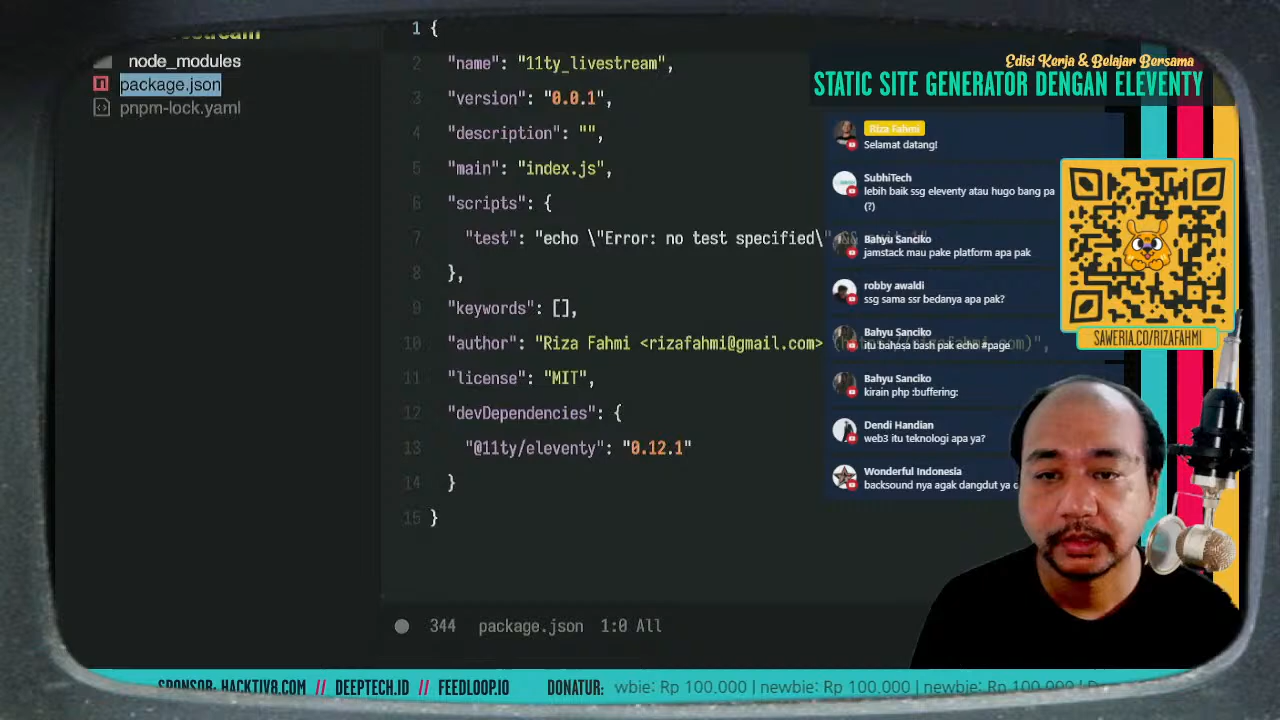 node_modules
package.json
pnpm-lock.yaml
1 {
2 "name": "11ty_livestream",
3 "version": "0.0.1",
4 "description": "",
5 "main": "index.js",
6 "scripts": {
7 "test": "echo \"Error: no test specified\"
8 },
9 "keywords": [],
10 "author": "Riza Fahmi <rizafahmi@gmail.com>
11 "license": "MIT",
12 "devDependencies": {
13 "@11ty/eleventy": "0.12.1"
14 }
15 }
344 package.json 1:0 All
Edisi Kerja & Belajar Bersama
STATIC SITE GENERATOR DENGAN ELEVENTY
Riza Fahmi
Selamat datang!
SubhiTech
lebih baik ssg eleventy atau hugo bang pa
(?)
Bahyu Sanciko
jamstack mau pake platform apa pak
robby awaldi
ssg sama ssr bedanya apa pak?
Bahyu Sanciko
itu bahasa bash pak echo #page
Bahyu Sanciko
kirain php :buffering:
Dendi Handian
web3 itu teknologi apa ya?
Wonderful Indonesia
backsound nya agak dangdut ya
SAWERIA.CO/RIZAFAHMI
SPONSOR: HACKTIV8.COM // DEEPTECH.ID // FEEDLOOP.IO DONATUR: wbie: Rp 100.000 | newbie: Rp 100.000 | newbie: Rp 100.000 |